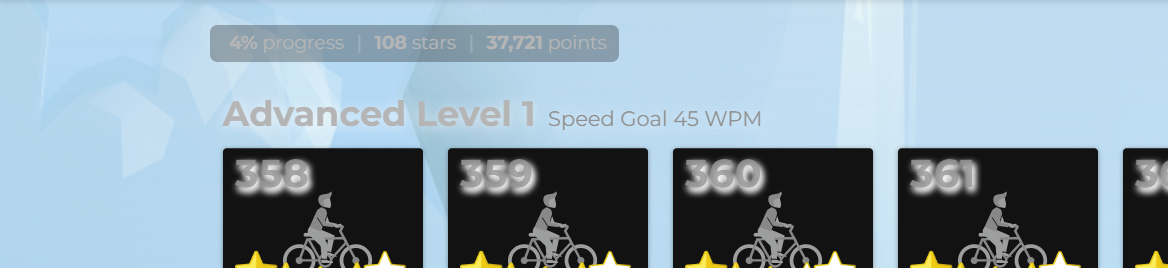 4% progress | 108 stars | 37,721 points
Advanced Level 1 Speed Goal 45 WPM
358 359 360 361